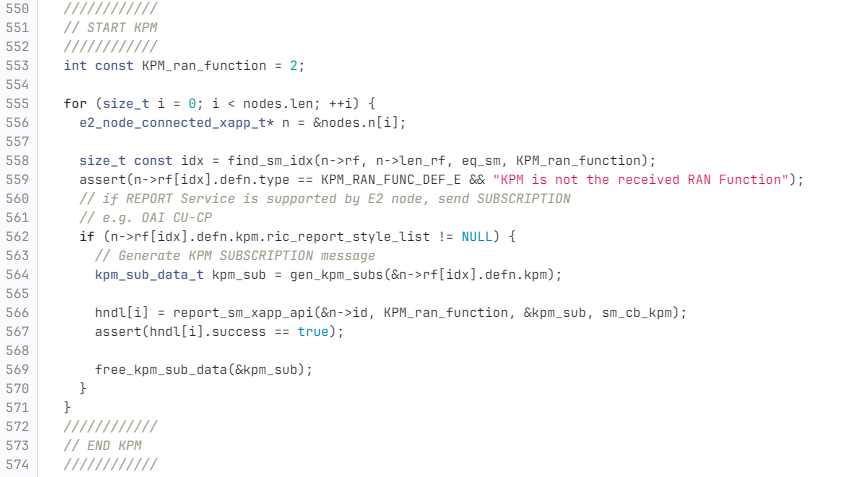 550 ////////////
551 // START KPM
552 ////////////
553 int const KPM_ran_function = 2;
554
555 for (size_t i = 0; i < nodes.len; ++i) {
556 e2_node_connected_xapp_t* n = &nodes.n[i];
557
558 size_t const idx = find_sm_idx(n->rf, n->len_rf, eq_sm, KPM_ran_function);
559 assert(n->rf[idx].defn.type == KPM_RAN_FUNC_DEF_E && "KPM is not the received RAN Function");
560 // if REPORT Service is supported by E2 node, send SUBSCRIPTION
561 // e.g. OAI CU-CP
562 if (n->rf[idx].defn.kpm.ric_report_style_list != NULL) {
563 // Generate KPM SUBSCRIPTION message
564 kpm_sub_data_t kpm_sub = gen_kpm_subs(&n->rf[idx].defn.kpm);
565
566 hndl[i] = report_sm_xapp_api(&n->id, KPM_ran_function, &kpm_sub, sm_cb_kpm);
567 assert(hndl[i].success == true);
568
569 free_kpm_sub_data(&kpm_sub);
570 }
571 }
572 ////////////
573 // END KPM
574 ////////////